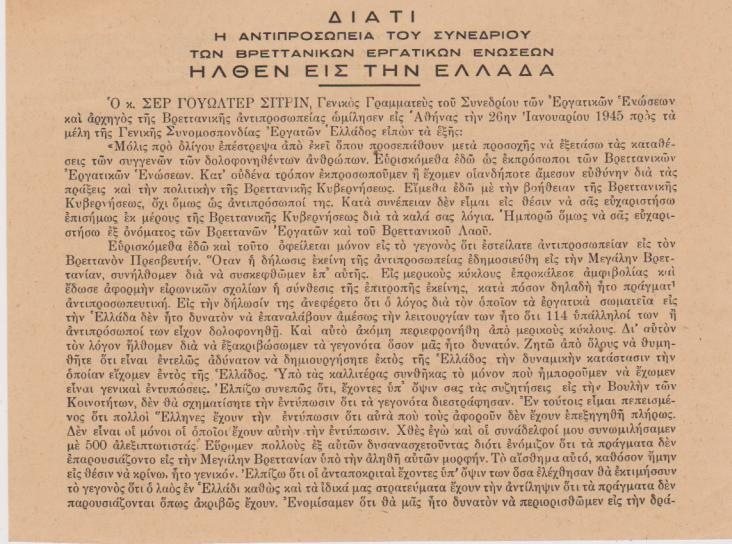 ΔΙΑΤΙ
Η ΑΝΤΙΠΡΟΣΩΠΕΙΑ ΤΟΥ ΣΥΝΕΔΡΙΟΥ
ΤΩΝ ΒΡΕΤΤΑΝΙΚΩΝ ΕΡΓΑΤΙΚΩΝ ΕΝΩΣΕΩΝ
ΗΛΘΕΝ ΕΙΣ ΤΗΝ ΕΛΛΑΔΑ
Ὁ κ. ΣΕΡ ΓΟΥΩΛΤΕΡ ΣΙΤΡΙΝ, Γενικὸς Γραμματεὺς τοῦ Συνεδρίου τῶν Ἐργατικῶν Ἑνώσεων
καὶ ἀρχηγὸς τῆς Βρεττανικῆς ἀντιπροσωπείας ὡμίλησεν εἰς Ἀθήνας τὴν 26ην Ἰανουαρίου 1945 πρὸς τὰ
μέλη τῆς Γενικῆς Συνομοσπονδίας Ἐργατῶν Ἑλλάδος εἰπὼν τὰ ἑξῆς:
«Μόλις πρὸ ὀλίγου ἐπέστρεψα ἀπὸ ἐκεῖ ὅπου προσεπάθουν μετὰ προσοχῆς νὰ ἐξετάσω τὰς καταθέ-
σεις τῶν συγγενῶν τῶν δολοφονηθέντων ἀνθρώπων. Εὑρισκόμεθα ἐδῶ ὡς ἐκπρόσωποι τῶν Βρεττανικῶν
Ἐργατικῶν Ἑνώσεων. Κατ' οὐδένα τρόπον ἐκπροσωποῦμεν ἢ ἔχομεν οἱανδήποτε ἄμεσον εὐθύνην διὰ τὰς
πράξεις καὶ τὴν πολιτικὴν τῆς Βρεττανικῆς Κυβερνήσεως. Εἴμεθα ἐδῶ μὲ τὴν βοήθειαν τῆς Βρεττανικῆς
Κυβερνήσεως, ὄχι ὅμως ὡς ἀντιπρόσωποί της. Κατὰ συνέπειαν δὲν εἶμαι εἰς θέσιν νὰ σᾶς εὐχαριστήσω
ἐπισήμως ἐκ μέρους τῆς Βρεττανικῆς Κυβερνήσεως διὰ τὰ καλά σας λόγια. Ἠμπορῶ ὅμως νὰ σᾶς εὐχαρι-
στήσω ἐξ ὀνόματος τῶν Βρεττανῶν Ἐργατῶν καὶ τοῦ Βρεττανικοῦ Λαοῦ.
Εὑρισκόμεθα ἐδῶ καὶ τοῦτο ὀφείλεται μόνον εἰς τὸ γεγονὸς ὅτι ἐστείλατε ἀντιπροσωπείαν εἰς τὸν
Βρεττανὸν Πρεσβευτήν. Ὅταν ἡ δήλωσις ἐκείνη τῆς ἀντιπροσωπείας ἐδημοσιεύθη εἰς τὴν Μεγάλην Βρετ-
τανίαν, συνήλθομεν διὰ νὰ συσκεφθῶμεν ἐπ' αὐτῆς. Εἰς μερικοὺς κύκλους ἐπροκάλεσε ἀμφιβολίας καὶ
ἔδωσε ἀφορμὴν εἰρωνικῶν σχολίων ἡ σύνθεσις τῆς ἐπιτροπῆς ἐκείνης, κατὰ πόσον δηλαδὴ ἦτο πράγματι
ἀντιπροσωπευτική. Εἰς τὴν δήλωσίν της ἀνεφέρετο ὅτι ὁ λόγος διὰ τὸν ὁποῖον τὰ ἐργατικὰ σωματεῖα εἰς
τὴν Ἑλλάδα δὲν ἦτο δυνατὸν νὰ ἐπαναλάβουν ἀμέσως τὴν λειτουργίαν των ἦτο ὅτι 114 ὑπάλληλοί των ἢ
ἀντιπρόσωποί των εἶχον δολοφονηθῆ. Καὶ αὐτὸ ἀκόμη περιεφρονήθη ἀπὸ μερικοὺς κύκλους. Δι' αὐτὸν
τὸν λόγον ἤλθομεν διὰ νὰ ἐξακριβώσωμεν τὰ γεγονότα ὅσον μᾶς ἦτο δυνατόν. Ζητῶ ἀπὸ ὅλους νὰ θυμη-
θῆτε ὅτι εἶναι ἐντελῶς ἀδύνατον νὰ δημιουργήσητε ἐκτὸς τῆς Ἑλλάδος τὴν δυναμικὴν κατάστασιν τὴν
ὁποίαν εἴχομεν ἐντὸς τῆς Ἑλλάδος. Ὑπὸ τὰς καλλιτέρας συνθήκας τὸ μόνον ποὺ ἠμποροῦμεν νὰ ἔχωμεν
εἶναι γενικαὶ ἐντυπώσεις. Ἐλπίζω συνεπῶς ὅτι, ἔχοντες ὑπ' ὄψιν σας τὰς συζητήσεις εἰς τὴν Βουλὴν τῶν
Κοινοτήτων, δὲν θὰ σχηματίσητε τὴν ἐντύπωσιν ὅτι τὰ γεγονότα διεστράφησαν. Ἐν τούτοις εἶμαι πεπεισμέ-
νος ὅτι πολλοὶ Ἕλληνες ἔχουν τὴν ἐντύπωσιν ὅτι αὐτὰ ποὺ τοὺς ἀφοροῦν δὲν ἔχουν ἐπεξηγηθῆ πλήρως.
Δὲν εἶναι οἱ μόνοι οἱ ὁποῖοι ἔχουν αὐτὴν τὴν ἐντύπωσιν. Χθὲς ἐγὼ καὶ οἱ συνάδελφοί μου συνωμιλήσαμεν
μὲ 500 ἀλεξιπτωτιστάς. Εὕρομεν πολλοὺς ἐξ αὐτῶν δυσανασχετοῦντας διότι ἐνόμιζον ὅτι τὰ πράγματα δὲν
ἐπαρουσιάζοντο εἰς τὴν Μεγάλην Βρεττανίαν ὑπὸ τὴν ἀληθῆ αὐτῶν μορφήν. Τὸ αἴσθημα αὐτό, καθόσον ἤμην
εἰς θέσιν νὰ κρίνω, ἦτο γενικόν. Ἐλπίζω ὅτι οἱ ἀνταποκριταὶ ἔχοντες ὑπ' ὄψιν των ὅσα ἐλέχθησαν θὰ ἐκτιμήσουν
τὸ γεγονὸς ὅτι ὁ λαὸς ἐν Ἑλλάδι καθὼς καὶ τὰ ἰδικά μας στρατεύματα ἔχουν τὴν ἀντίληψιν ὅτι τὰ πράγματα δὲν
παρουσιάζονται ὅπως ἀκριβῶς ἔχουν. Ἐνομίσαμεν ὅτι θὰ μᾶς ἦτο δυνατὸν νὰ περιορισθῶμεν εἰς τὴν δρά-